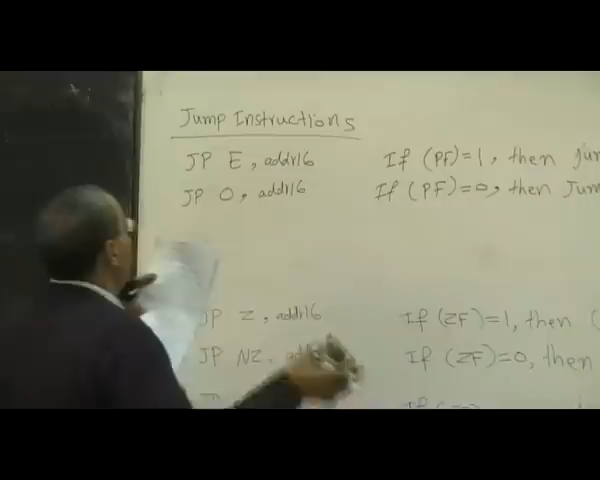 Jump Instructions
JP E, addr16 If (PF)=1, then Jum
JP O, addr16 If (PF)=0, then Jum
JP Z, addr16 If (ZF)=1, then (
JP NZ, add If (ZF)=0, then